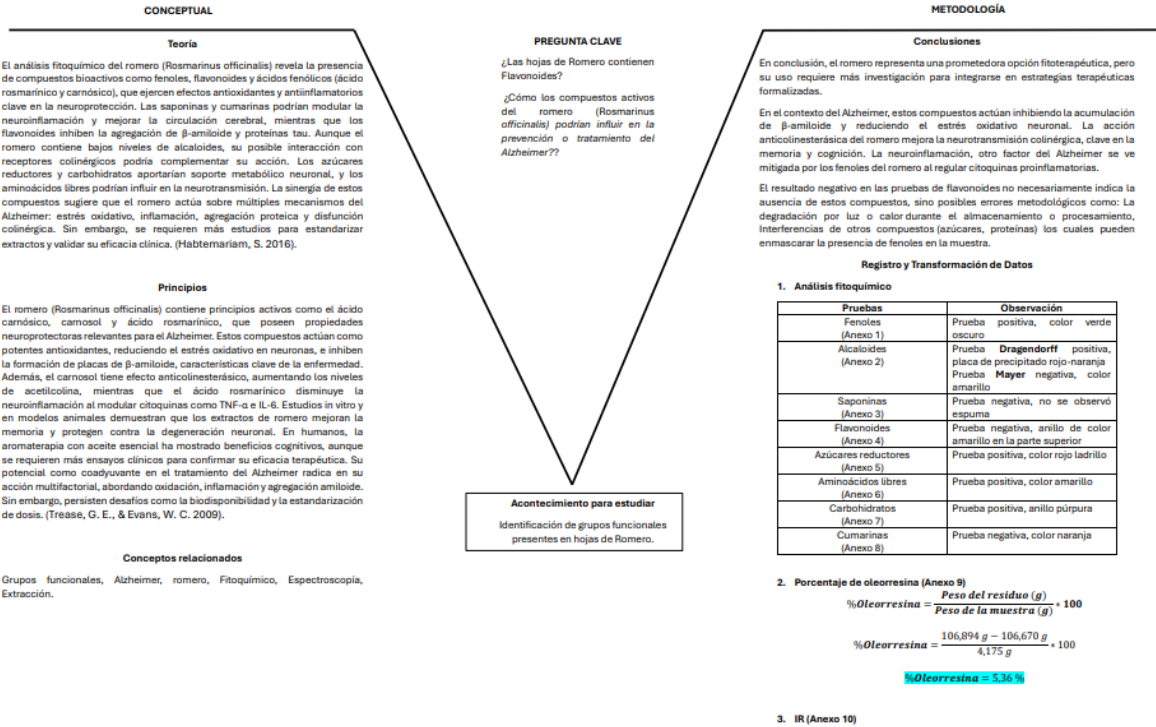 CONCEPTUAL
Teoría
El análisis fitoquímico del romero (Rosmarinus officinalis) revela la presencia
de compuestos bioactivos como fenoles, flavonoides y ácidos fenólicos (ácido
rosmarínico y carnósico), que ejercen efectos antioxidantes y antiinflamatorios
clave en la neuroprotección. Las saponinas y cumarinas podrían modular la
neuroinflamación y mejorar la circulación cerebral, mientras que los
flavonoides inhiben la agregación de β-amiloide y proteínas tau. Aunque el
romero contiene bajos niveles de alcaloides, su posible interacción con
receptores colinérgicos podría complementar su acción. Los azúcares
reductores y carbohidratos aportarían soporte metabólico neuronal, y los
aminoácidos libres podrían influir en la neurotransmisión. La sinergia de estos
compuestos sugiere que el romero actúa sobre múltiples mecanismos del
Alzheimer: estrés oxidativo, inflamación, agregación proteica y disfunción
colinérgica. Sin embargo, se requieren más estudios para estandarizar
extractos y validar su eficacia clínica. (Habtemariam, S. 2016).
Principios
El romero (Rosmarinus officinalis) contiene principios activos como el ácido
carnósico, carnosol y ácido rosmarínico, que poseen propiedades
neuroprotectoras relevantes para el Alzheimer. Estos compuestos actúan como
potentes antioxidantes, reduciendo el estrés oxidativo en neuronas, e inhiben
la formación de placas de β-amiloide, características clave de la enfermedad.
Además, el carnosol tiene efecto anticolinesterásico, aumentando los niveles
de acetilcolina, mientras que el ácido rosmarínico disminuye la
neuroinflamación al modular citoquinas como TNF-α e IL-6. Estudios in vitro y
en modelos animales demuestran que los extractos de romero mejoran la
memoria y protegen contra la degeneración neuronal. En humanos, la
aromaterapia con aceite esencial ha mostrado beneficios cognitivos, aunque
se requieren más ensayos clínicos para confirmar su eficacia terapéutica. Su
potencial como coadyuvante en el tratamiento del Alzheimer radica en su
acción multifactorial, abordando oxidación, inflamación y agregación amiloide.
Sin embargo, persisten desafíos como la biodisponibilidad y la estandarización
de dosis. (Trease, G. E., & Evans, W. C. 2009).
Conceptos relacionados
Grupos funcionales, Alzheimer, romero, Fitoquímico, Espectroscopía,
Extracción.
PREGUNTA CLAVE
¿Las hojas de Romero contienen
Flavonoides?
¿Cómo los compuestos activos
del romero (Rosmarinus
officinalis) podrían influir en la
prevención o tratamiento del
Alzheimer??
Acontecimiento para estudiar
Identificación de grupos funcionales
presentes en hojas de Romero.
METODOLOGÍA
Conclusiones
En conclusión, el romero representa una prometedora opción fitoterapéutica, pero
su uso requiere más investigación para integrarse en estrategias terapéuticas
formalizadas.
En el contexto del Alzheimer, estos compuestos actúan inhibiendo la acumulación
de β-amiloide y reduciendo el estrés oxidativo neuronal. La acción
anticolinesterásica del romero mejora la neurotransmisión colinérgica, clave en la
memoria y cognición. La neuroinflamación, otro factor del Alzheimer se ve
mitigada por los fenoles del romero al regular citoquinas proinflamatorias.
El resultado negativo en las pruebas de flavonoides no necesariamente indica la
ausencia de estos compuestos, sino posibles errores metodológicos como: La
degradación por luz o calor durante el almacenamiento o procesamiento,
Interferencias de otros compuestos (azúcares, proteínas) los cuales pueden
enmascarar la presencia de fenoles en la muestra.
Registro y Transformación de Datos
1. Análisis fitoquímico
Pruebas Observación
Fenoles (Anexo 1) Prueba positiva, color verde
oscuro
Alcaloides (Anexo 2) Prueba Dragendorff positiva,
placa de precipitado rojo-naranja
Prueba Mayer negativa, color
amarillo
Saponinas (Anexo 3) Prueba negativa, no se observó
espuma
Flavonoides (Anexo 4) Prueba negativa, anillo de color
amarillo en la parte superior
Azúcares reductores (Anexo 5) Prueba positiva, color rojo ladrillo
Aminoácidos libres (Anexo 6) Prueba positiva, color amarillo
Carbohidratos (Anexo 7) Prueba positiva, anillo púrpura
Cumarinas (Anexo 8) Prueba negativa, color naranja
2. Porcentaje de oleorresina (Anexo 9)
%Oleorresina = Peso del residuo (g) / Peso de la muestra (g) * 100
%Oleorresina = 106,894 g − 106,670 g / 4,175 g * 100
%Oleorresina = 5,36 %
3. IR (Anexo 10)